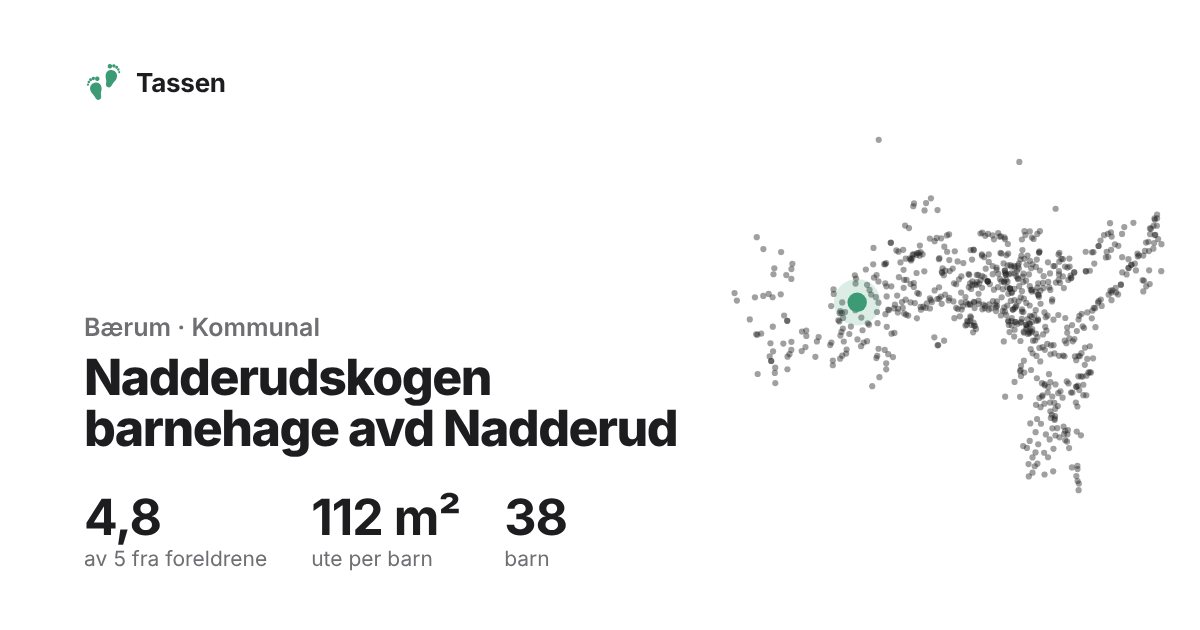 Tassen
Bærum · Kommunal
Nadderudskogen
barnehage avd Nadderud
4,8
av 5 fra foreldrene
112 m²
ute per barn
38
barn